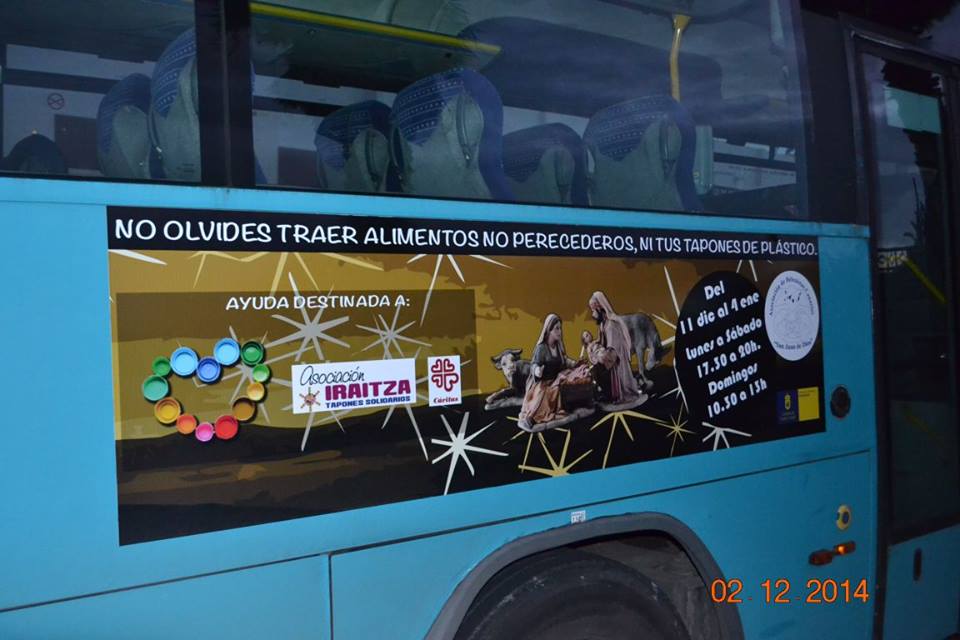 NO OLVIDES TRAER ALIMENTOS NO PERECEDEROS, NI TUS TAPONES DE PLÁSTICO.
AYUDA DESTINADA A:
Asociación
IRAITZA
TAPONES SOLIDARIOS
Cáritas
Del
11 dic al 4 ene
Lunes a Sábado
17.30 a 20h.
Domingos
10.30 a 13h
02.12.2014